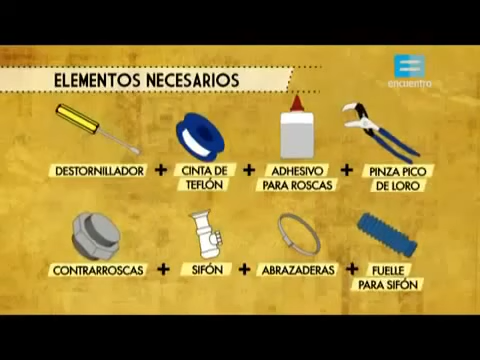 ELEMENTOS NECESARIOS
encuentro
DESTORNILLADOR + CINTA DE TEFLÓN + ADHESIVO PARA ROSCAS + PINZA PICO DE LORO
CONTRARROSCAS + SIFÓN + ABRAZADERAS + FUELLE PARA SIFÓN